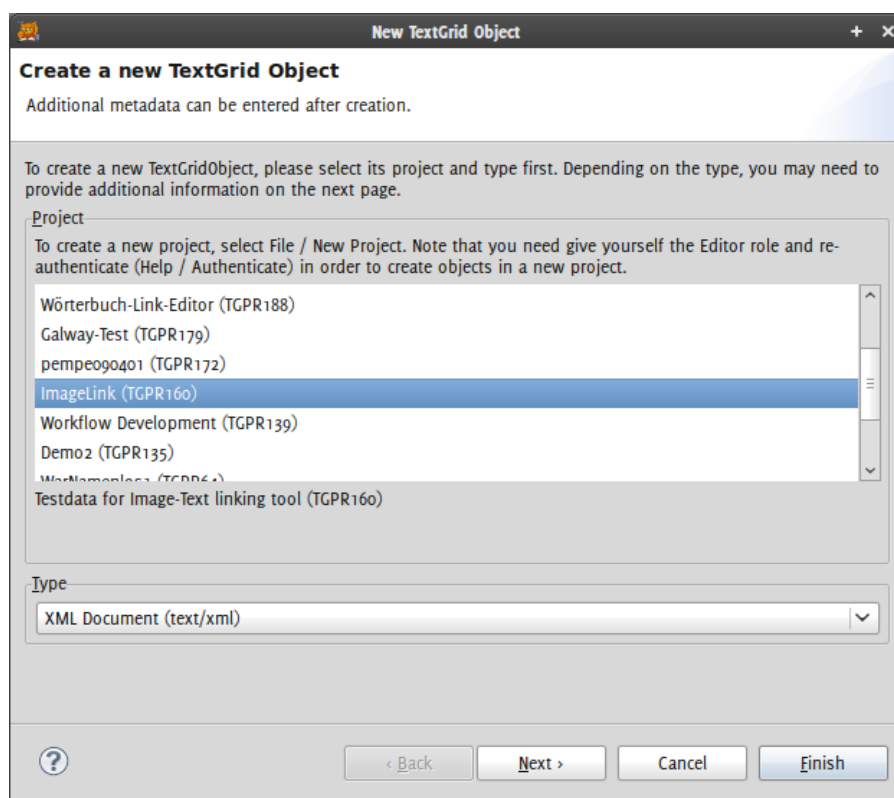 New TextGrid Object
Create a new TextGrid Object
Additional metadata can be entered after creation.
To create a new TextGridObject, please select its project and type first. Depending on the type, you may need to
provide additional information on the next page.
Project
To create a new project, select File / New Project. Note that you need give yourself the Editor role and re-
authenticate (Help / Authenticate) in order to create objects in a new project.
Wörterbuch-Link-Editor (TGPR188)
Galway-Test (TGPR179)
pempe090401 (TGPR172)
ImageLink (TGPR160)
Workflow Development (TGPR139)
Demo2 (TGPR135)
Testdata for Image-Text linking tool (TGPR160)
Type
XML Document (text/xml)
? ‹ Back Next › Cancel Finish